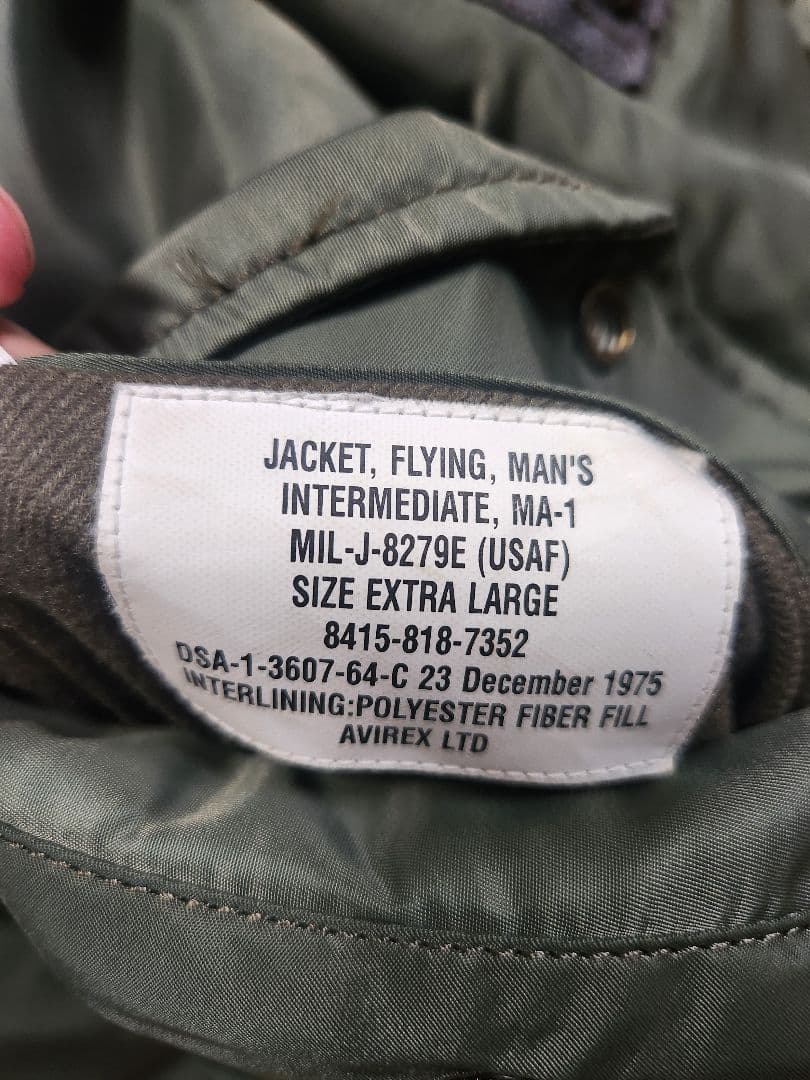 JACKET, FLYING, MAN'S
INTERMEDIATE, MA-1
MIL-J-8279E (USAF)
SIZE EXTRA LARGE
8415-818-7352
DSA-1-3607-64-C 23 December 1975
INTERLINING:POLYESTER FIBER FILL
AVIREX LTD